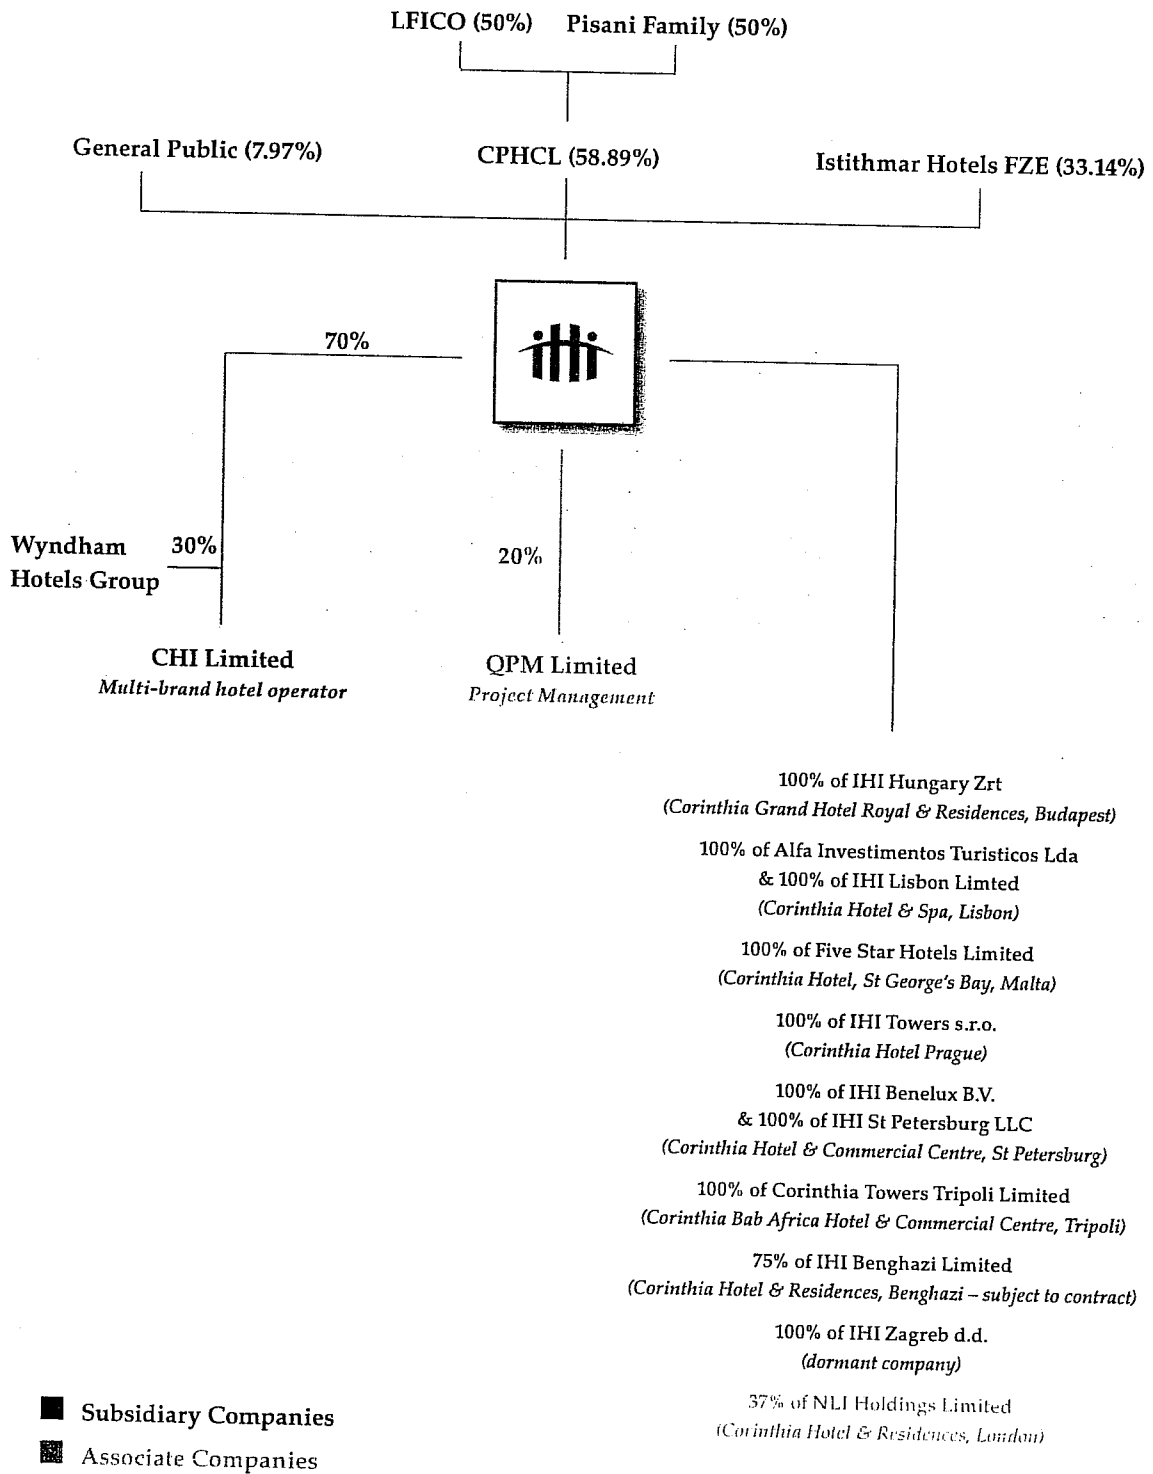 LFICO (50%) Pisani Family (50%)
General Public (7.97%) CPHCL (58.89%) Istithmar Hotels FZE (33.14%)
IHI
70%
Wyndham 30%
Hotels Group
20%
CHI Limited
Multi-brand hotel operator
QPM Limited
Project Management
100% of IHI Hungary Zrt
(Corinthia Grand Hotel Royal & Residences, Budapest)
100% of Alfa Investimentos Turisticos Lda
& 100% of IHI Lisbon Limted
(Corinthia Hotel & Spa, Lisbon)
100% of Five Star Hotels Limited
(Corinthia Hotel, St George's Bay, Malta)
100% of IHI Towers s.r.o.
(Corinthia Hotel Prague)
100% of IHI Benelux B.V.
& 100% of IHI St Petersburg LLC
(Corinthia Hotel & Commercial Centre, St Petersburg)
100% of Corinthia Towers Tripoli Limited
(Corinthia Bab Africa Hotel & Commercial Centre, Tripoli)
75% of IHI Benghazi Limited
(Corinthia Hotel & Residences, Benghazi – subject to contract)
100% of IHI Zagreb d.d.
(dormant company)
37% of NLI Holdings Limited
(Corinthia Hotel & Residences, London)
Subsidiary Companies
Associate Companies